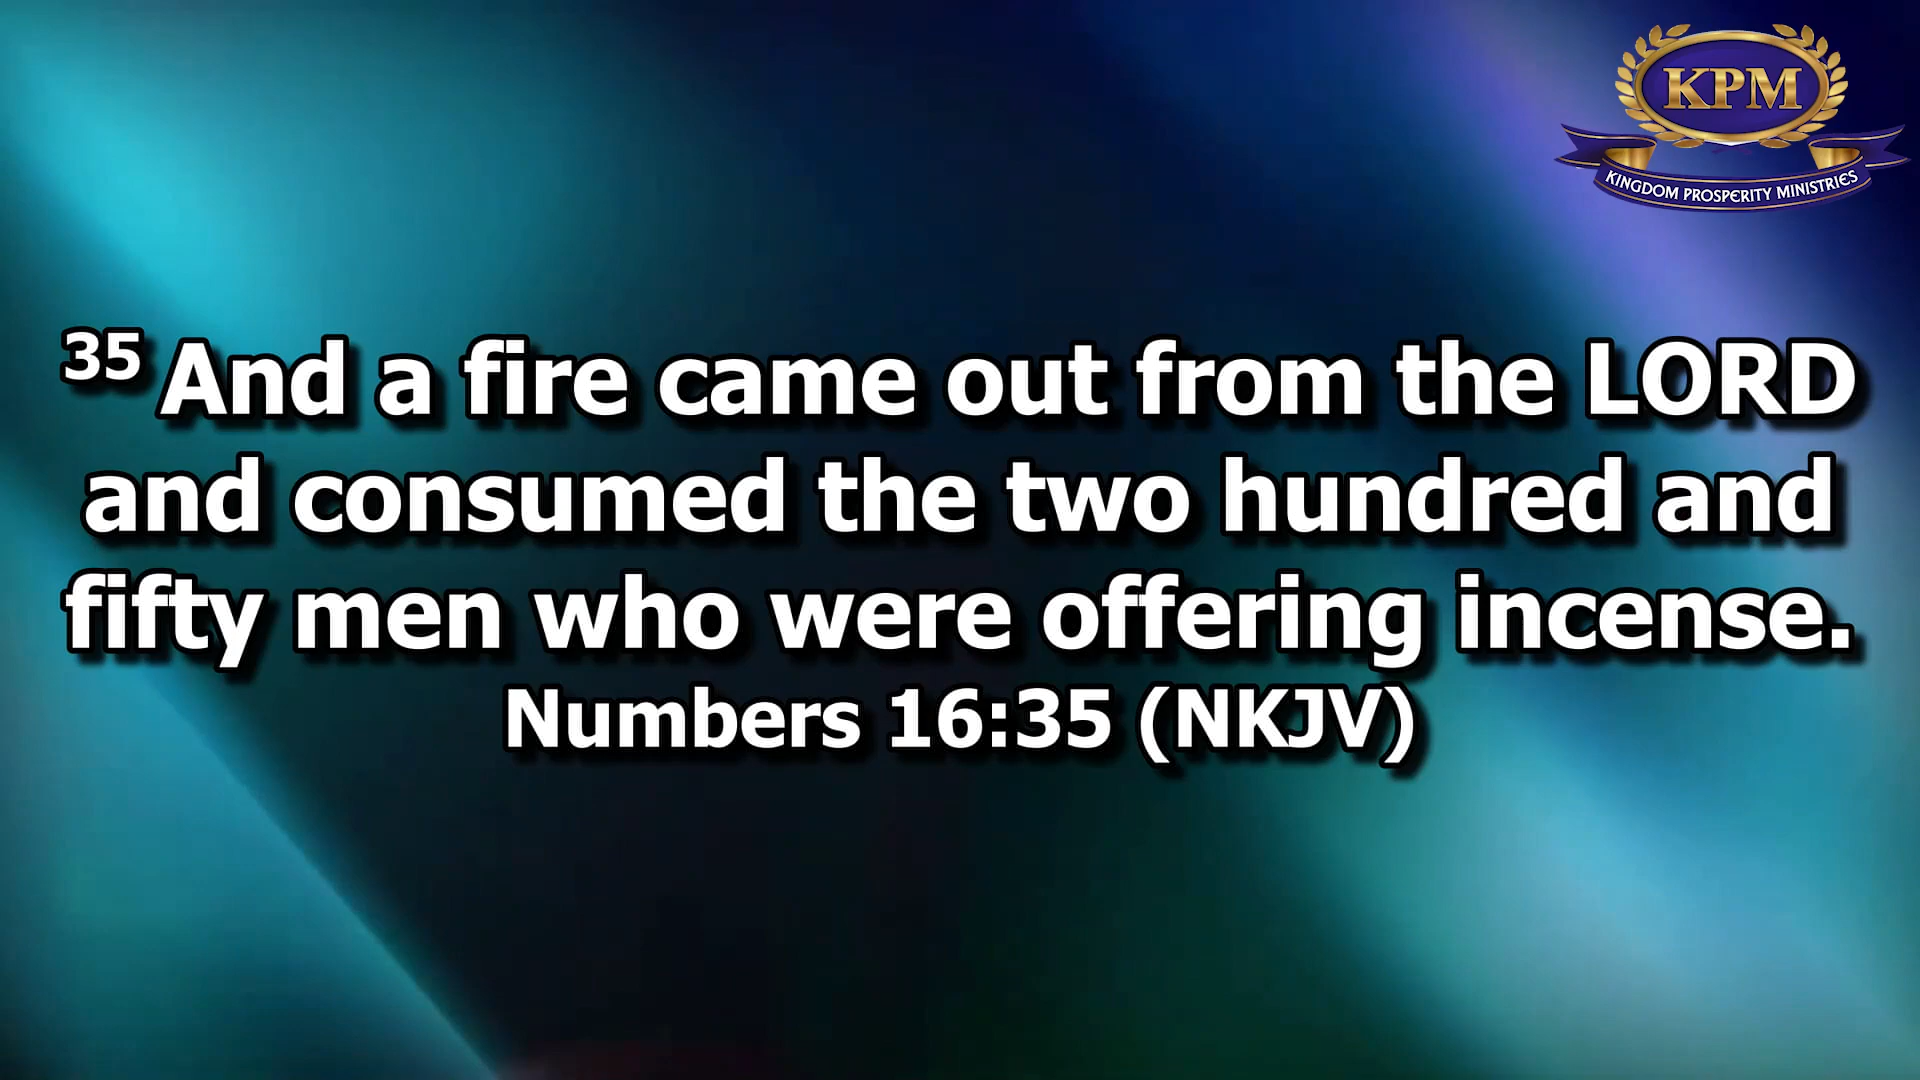 KPM
KINGDOM PROSPERITY MINISTRIES
35 And a fire came out from the LORD
and consumed the two hundred and
fifty men who were offering incense.
Numbers 16:35 (NKJV)